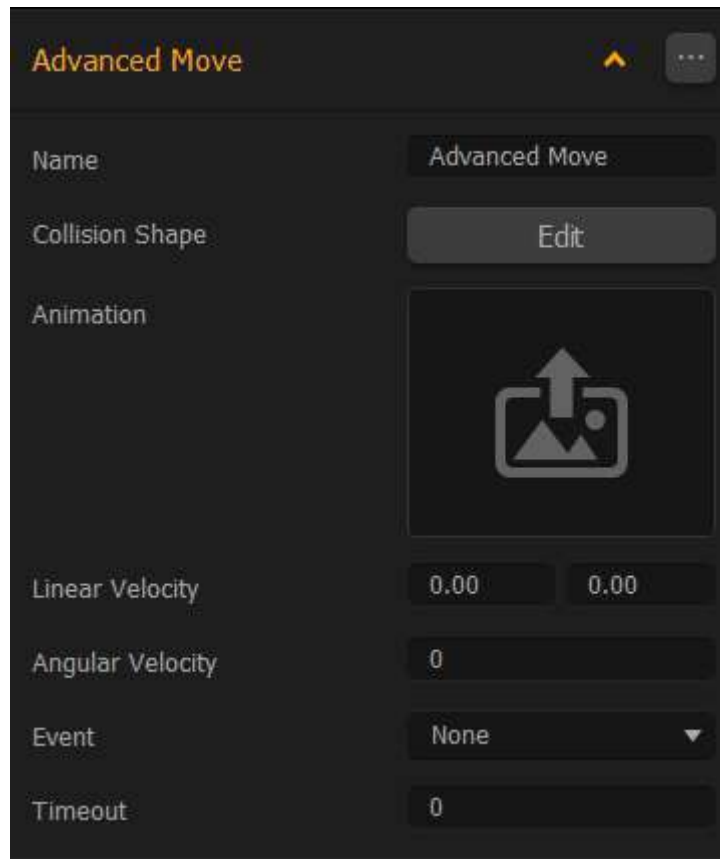 Advanced Move
Name Advanced Move
Collision Shape Edit
Animation
Linear Velocity 0.00 0.00
Angular Velocity 0
Event None
Timeout 0